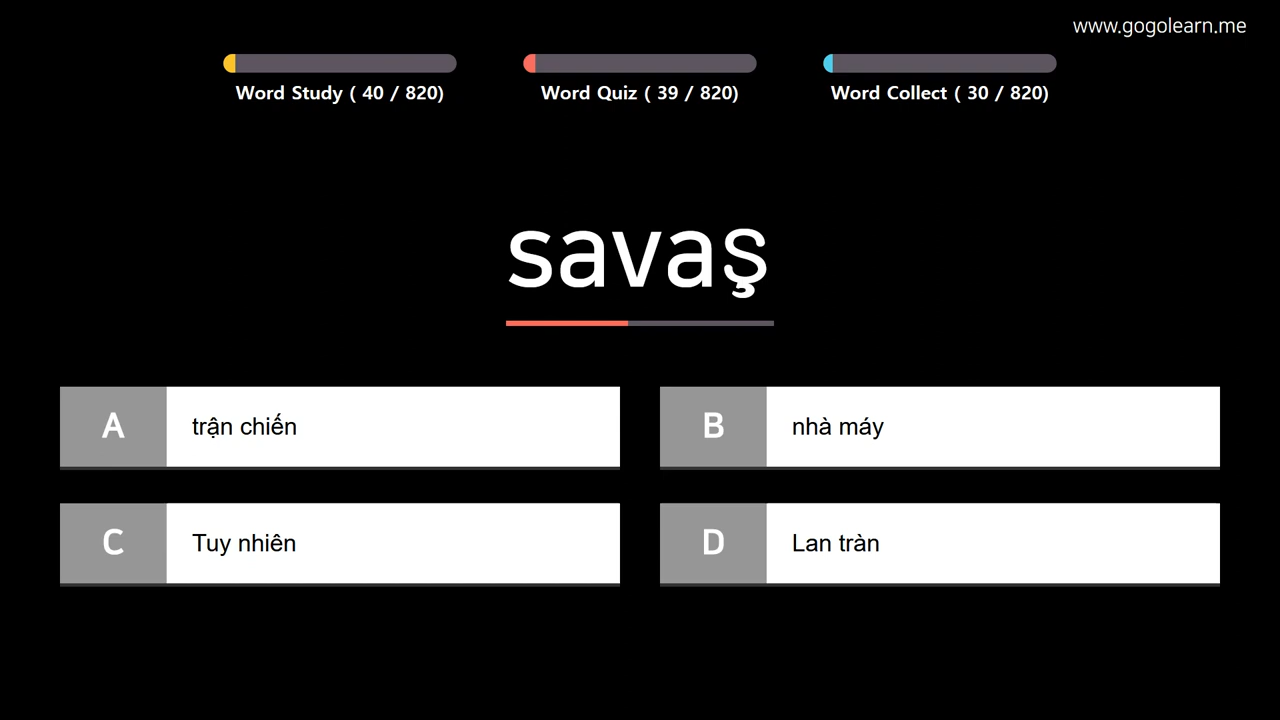 www.gogolearn.me
Word Study ( 40 / 820)
Word Quiz ( 39 / 820)
Word Collect ( 30 / 820)
savaş
A
trận chiến
B
nhà máy
C
Tuy nhiên
D
Lan tràn